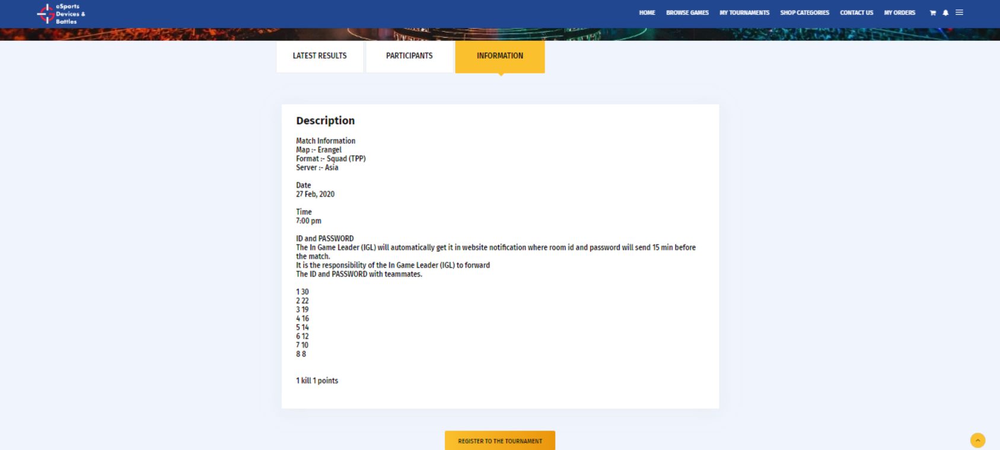 eSports
Devices &
Battles
HOME BROWSE GAMES MY TOURNAMENTS SHOP CATEGORIES CONTACT US MY ORDERS
LATEST RESULTS PARTICIPANTS INFORMATION
Description
Match Information
Map :- Erangel
Format :- Squad (TPP)
Server :- Asia
Date
27 Feb, 2020
Time
7:00 pm
ID and PASSWORD
The In Game Leader (IGL) will automatically get it in website notification where room id and password will send 15 min before
the match.
It is the responsibility of the In Game Leader (IGL) to forward
The ID and PASSWORD with teammates.
1 30
2 22
3 19
4 16
5 14
6 12
7 10
8 8
1 kill 1 points
REGISTER TO THE TOURNAMENT